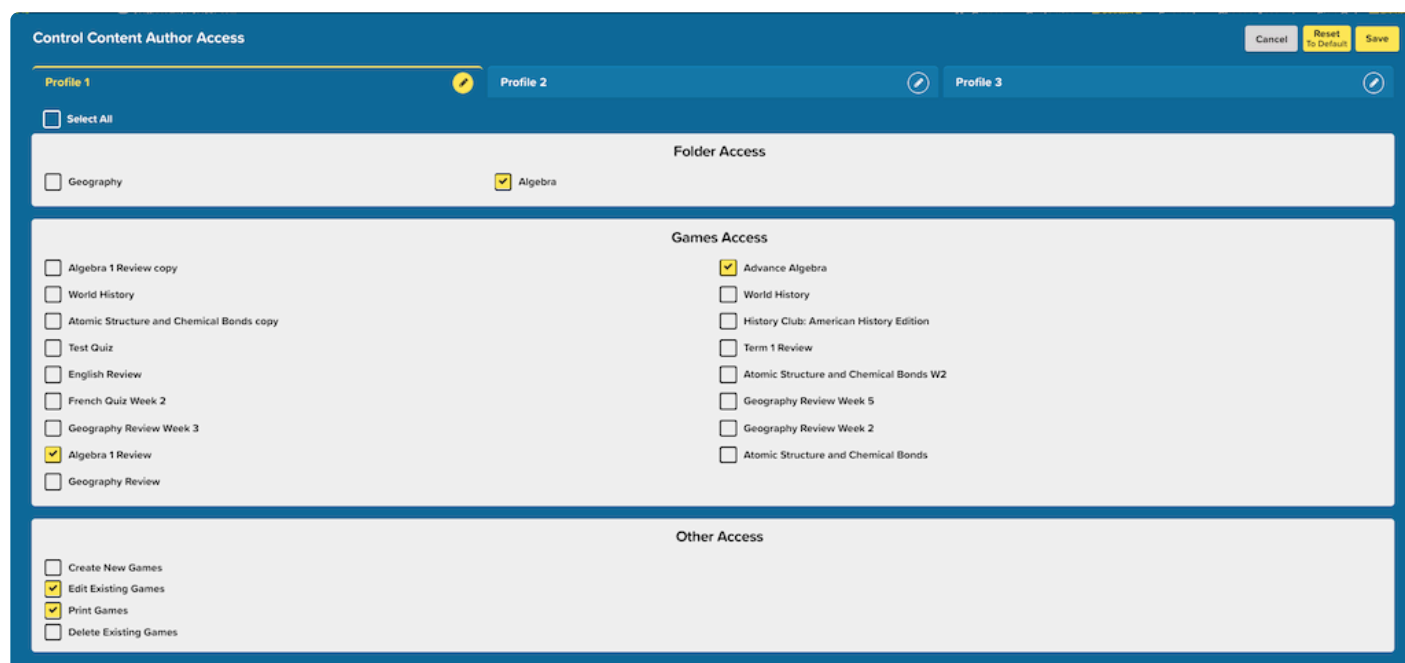 Control Content Author Access
Cancel
Reset
To Default
Save
Profile 1
Profile 2
Profile 3
Select All
Folder Access
Geography
Algebra
Games Access
Algebra 1 Review copy
Advance Algebra
World History
World History
Atomic Structure and Chemical Bonds copy
History Club: American History Edition
Test Quiz
Term 1 Review
English Review
Atomic Structure and Chemical Bonds W2
French Quiz Week 2
Geography Review Week 5
Geography Review Week 3
Geography Review Week 2
Algebra 1 Review
Atomic Structure and Chemical Bonds
Geography Review
Other Access
Create New Games
Edit Existing Games
Print Games
Delete Existing Games